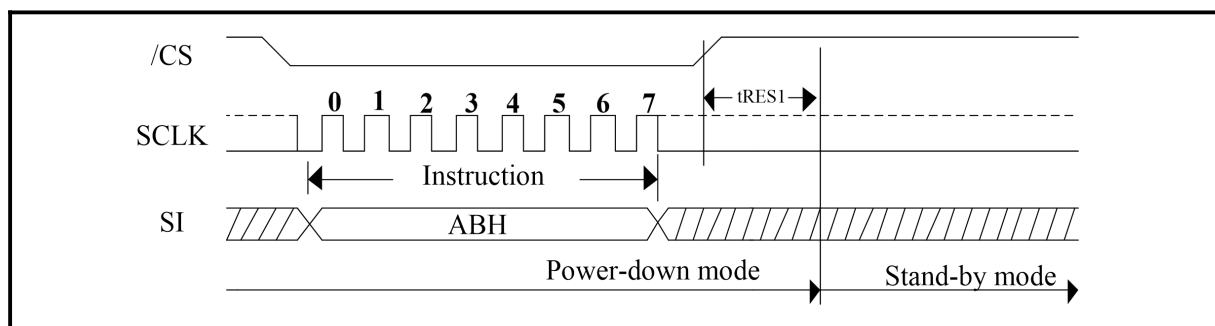 /CS
tRES1
0 1 2 3 4 5 6 7
SCLK
Instruction
SI
ABH
Power-down mode
Stand-by mode